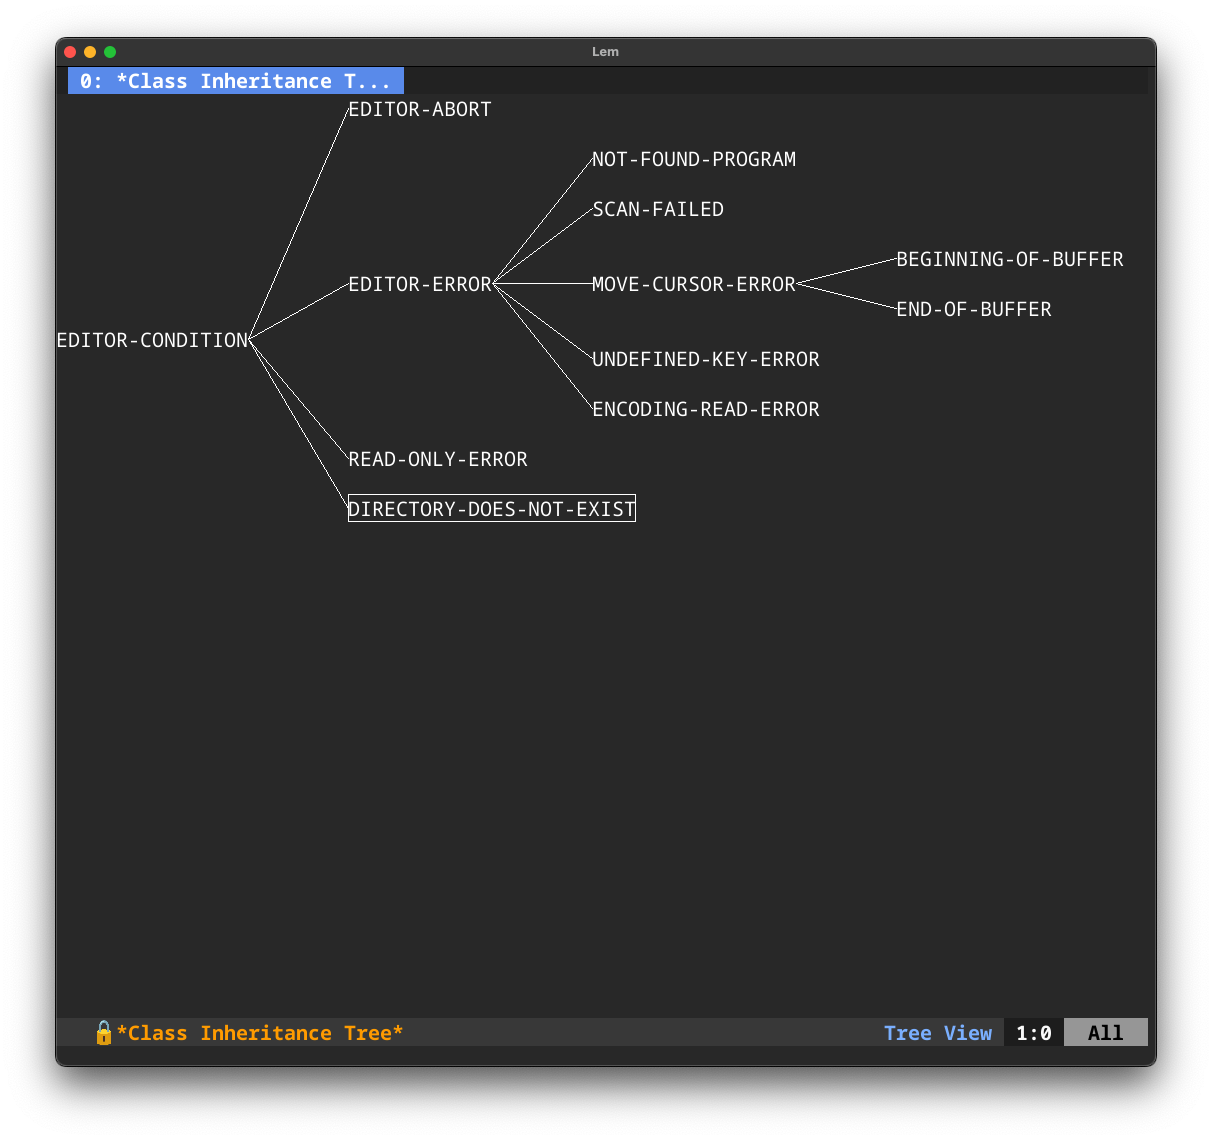 Lem
0: *Class Inheritance T...
EDITOR-ABORT
NOT-FOUND-PROGRAM
SCAN-FAILED
BEGINNING-OF-BUFFER
EDITOR-ERROR MOVE-CURSOR-ERROR
END-OF-BUFFER
EDITOR-CONDITION
UNDEFINED-KEY-ERROR
ENCODING-READ-ERROR
READ-ONLY-ERROR
DIRECTORY-DOES-NOT-EXIST
*Class Inheritance Tree* Tree View 1:0 All